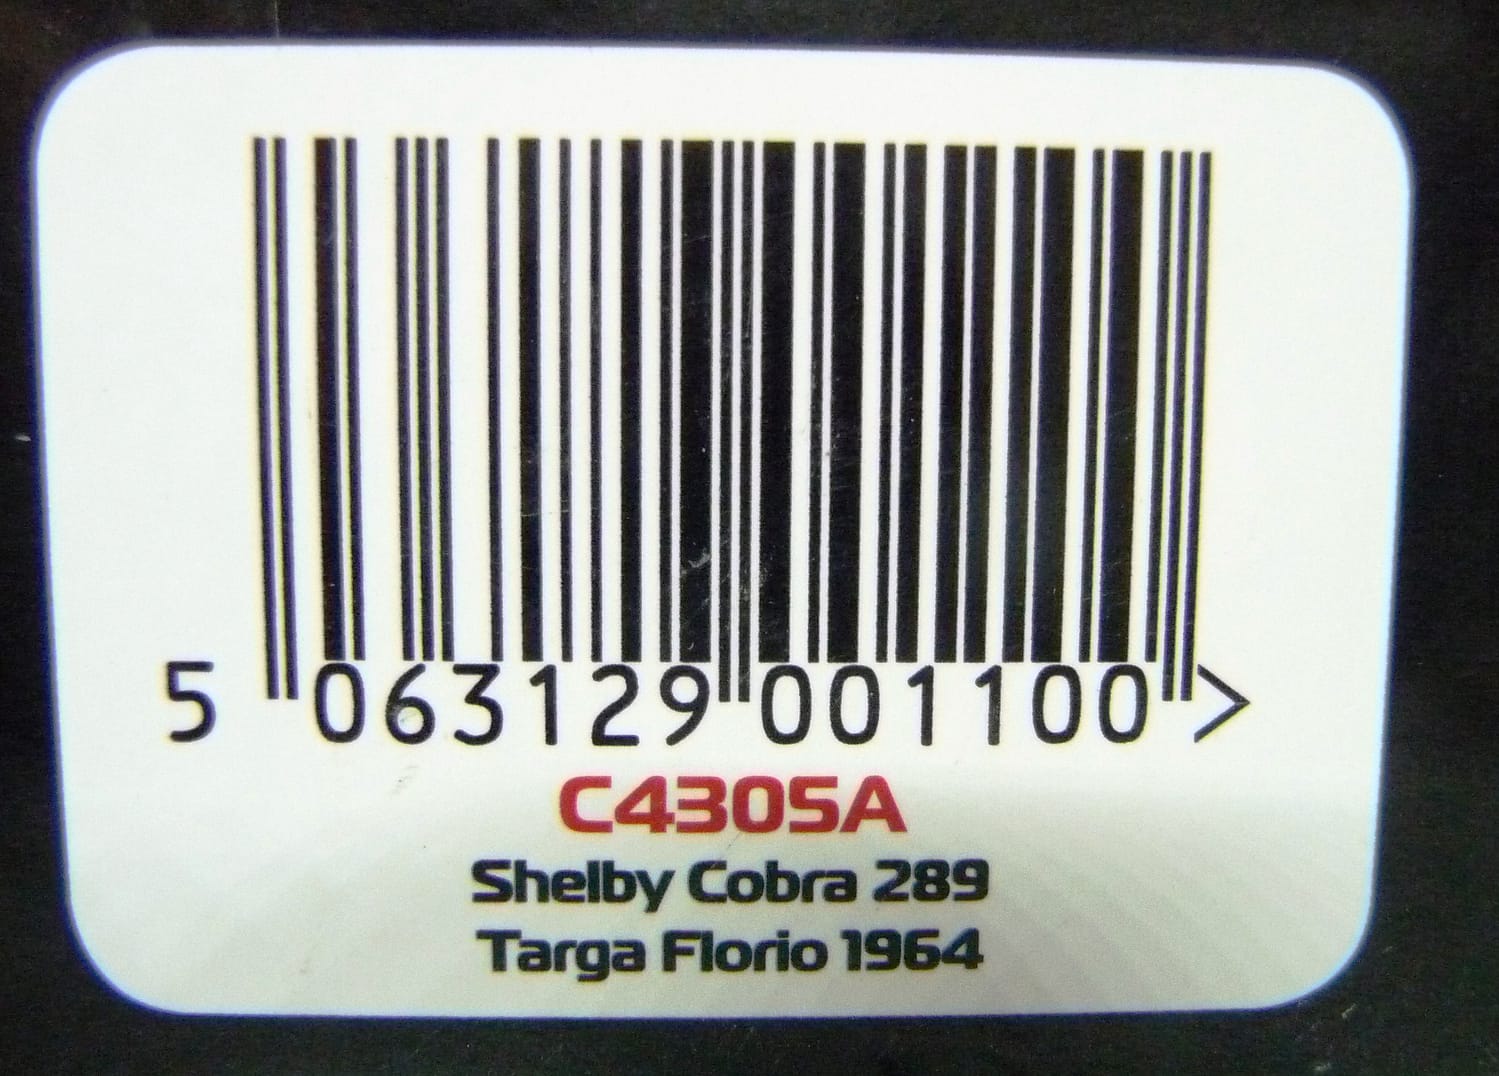 5 063129 001100 >
C4305A
Shelby Cobra 289
Targa Florio 1964